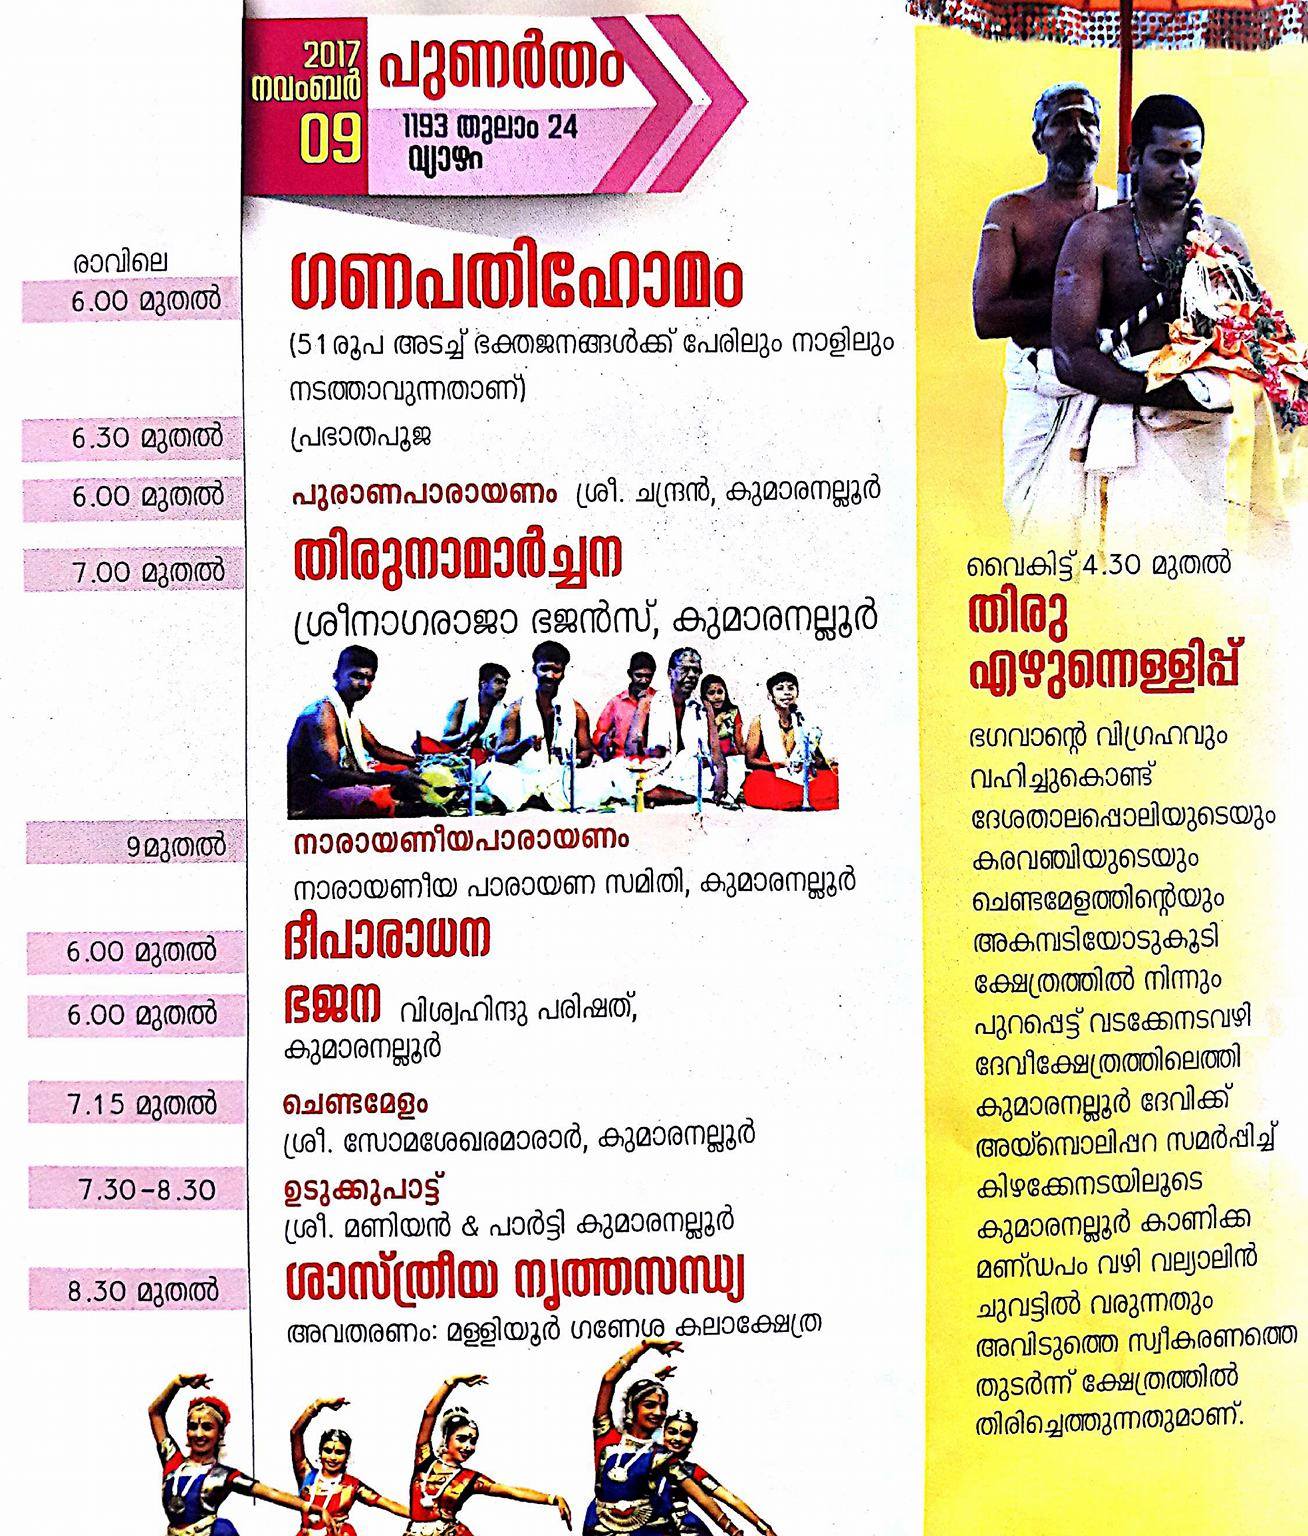 2017
നവംബർ
09
പുണർതം
1193 തുലാം 24
വ്യാഴം
രാവിലെ
6.00 മുതൽ
ഗണപതിഹോമം
(51 രൂപ അടച്ച് ഭക്തജനങ്ങൾക്ക് പേരിലും നാളിലും
നടത്താവുന്നതാണ്)
6.30 മുതൽ
പ്രഭാതപൂജ
6.00 മുതൽ
പുരാണപാരായണം ശ്രീ. ചന്ദ്രൻ, കുമാരനല്ലൂർ
7.00 മുതൽ
തിരുനാമാർച്ചന
ശ്രീനാഗരാജാ ഭജൻസ്, കുമാരനല്ലൂർ
9മുതൽ
നാരായണീയപാരായണം
നാരായണീയ പാരായണ സമിതി, കുമാരനല്ലൂർ
6.00 മുതൽ
ദീപാരാധന
6.00 മുതൽ
ഭജന വിശ്വഹിന്ദു പരിഷത്,
കുമാരനല്ലൂർ
7.15 മുതൽ
ചെണ്ടമേളം
ശ്രീ. സോമശേഖരമാരാർ, കുമാരനല്ലൂർ
7.30-8.30
ഉടുക്കുപാട്ട്
ശ്രീ. മണിയൻ & പാർട്ടി കുമാരനല്ലൂർ
8.30 മുതൽ
ശാസ്ത്രീയ നൃത്തസന്ധ്യ
അവതരണം: മള്ളിയൂർ ഗണേശ കലാക്ഷേത്ര
വൈകിട്ട് 4.30 മുതൽ
തിരു
എഴുന്നെള്ളിപ്പ്
ഭഗവാന്റെ വിഗ്രഹവും
വഹിച്ചുകൊണ്ട്
ദേശതാലപ്പൊലിയുടെയും
കരവഞ്ചിയുടെയും
ചെണ്ടമേളത്തിന്റെയും
അകമ്പടിയോടുകൂടി
ക്ഷേത്രത്തിൽ നിന്നും
പുറപ്പെട്ട് വടക്കേനടവഴി
ദേവീക്ഷേത്രത്തിലെത്തി
കുമാരനല്ലൂർ ദേവിക്ക്
അയ്മ്പൊലിപ്പറ സമർപ്പിച്ച്
കിഴക്കേനടയിലൂടെ
കുമാരനല്ലൂർ കാണിക്ക
മണ്ഡപം വഴി വല്യാലിൻ
ചുവട്ടിൽ വരുന്നതും
അവിടുത്തെ സ്വീകരണത്തെ
തുടർന്ന് ക്ഷേത്രത്തിൽ
തിരിച്ചെത്തുന്നതുമാണ്.